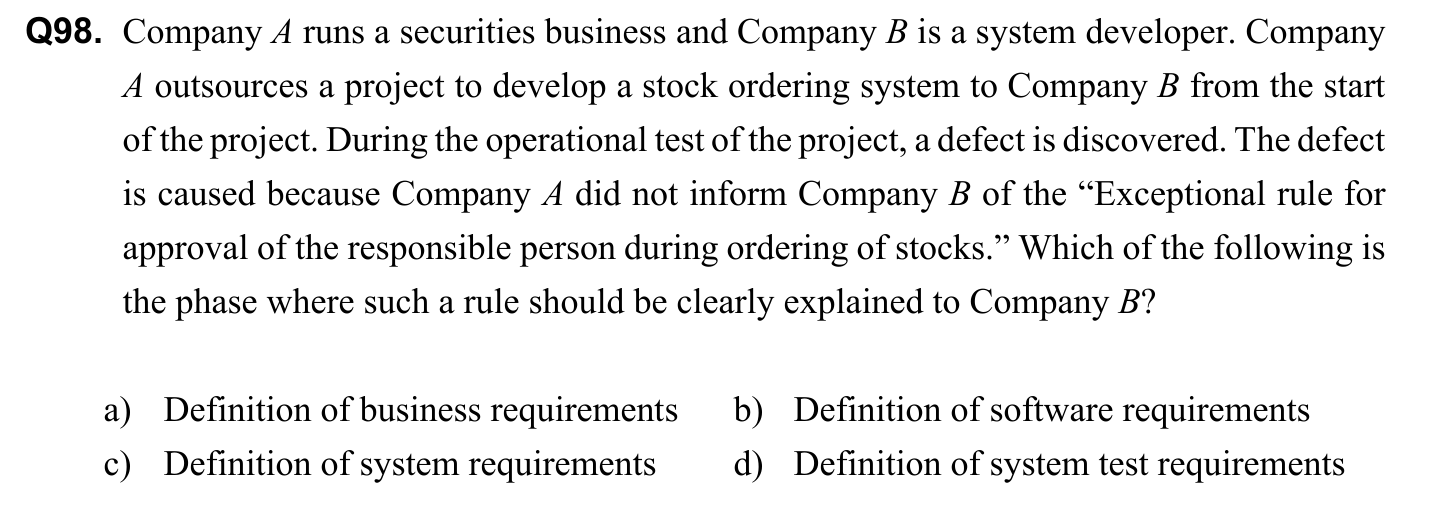 Q98. Company A runs a securities business and Company B is a system developer. Company
A outsources a project to develop a stock ordering system to Company B from the start
of the project. During the operational test of the project, a defect is discovered. The defect
is caused because Company A did not inform Company B of the “Exceptional rule for
approval of the responsible person during ordering of stocks.” Which of the following is
the phase where such a rule should be clearly explained to Company B?
a) Definition of business requirements b) Definition of software requirements
c) Definition of system requirements d) Definition of system test requirements